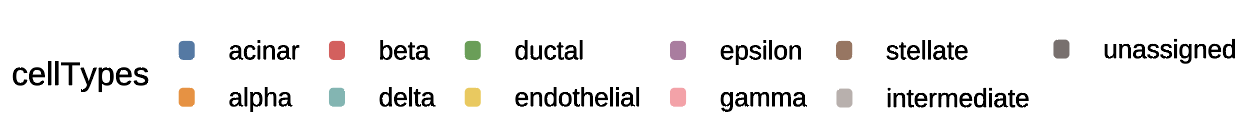 cellTypes
acinar beta ductal epsilon stellate unassigned
alpha delta endothelial gamma intermediate